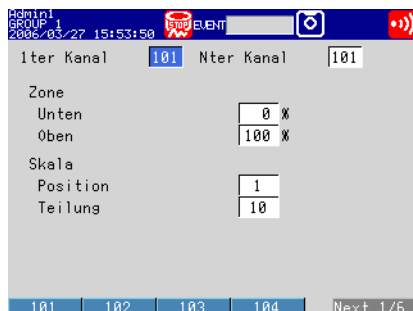 Admin1
GROUP 1
2006/03/27 15:53:50 STOP EVENT
1ter Kanal 101 Nter Kanal 101
Zone
Unten 0 %
Oben 100 %
Skala
Position 1
Teilung 10
101 102 103 104 Next 1/6